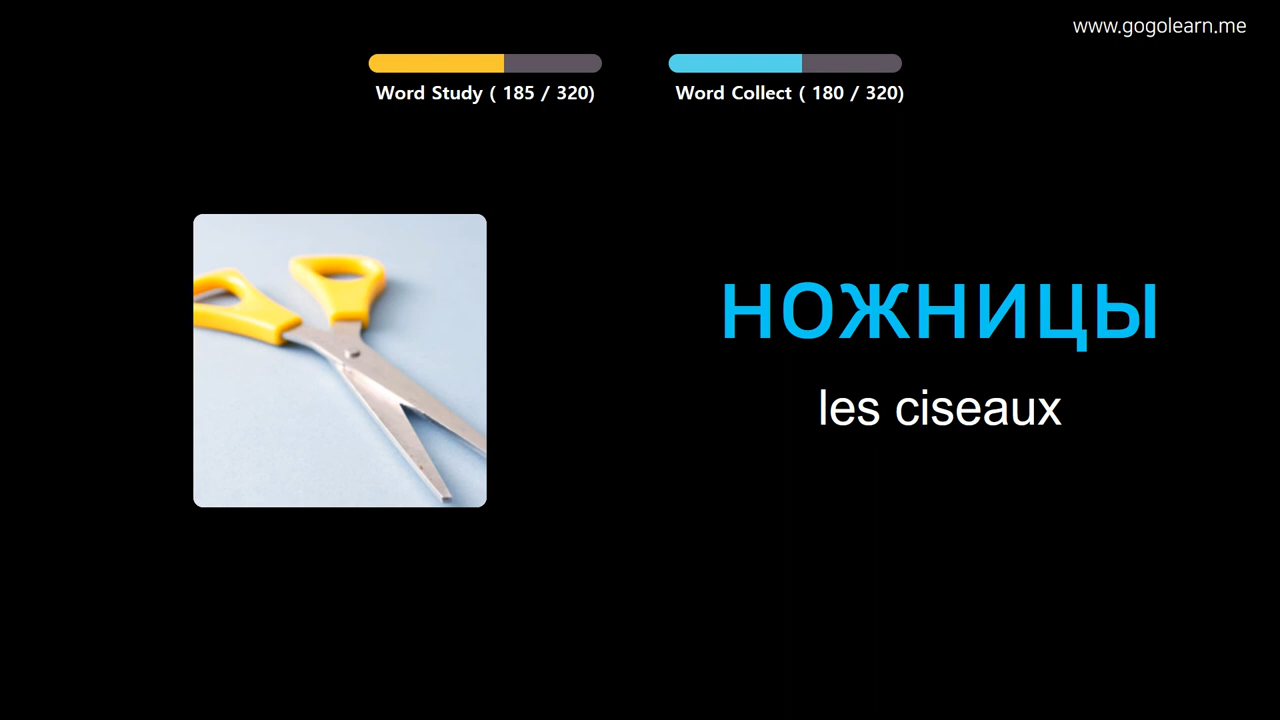 www.gogolearn.me
Word Study ( 185 / 320)
Word Collect ( 180 / 320)
ножницы
les ciseaux